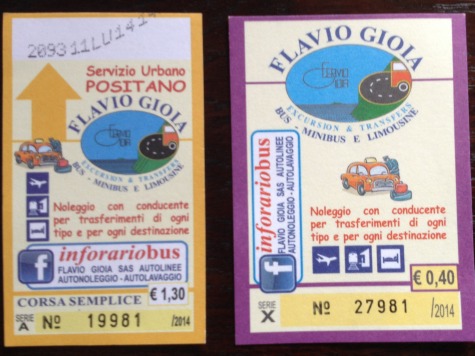 20931 1LU1414
Servizio Urbano
POSITANO
FLAVIO GIOIA
EXCURSION & TRANSFERS
BUS - MINIBUS E LIMOUSINE
Noleggio con conducente
per trasferimenti di ogni
tipo e per ogni destinazione
inforariobus
FLAVIO GIOIA SAS AUTOLINEE
AUTONOLEGGIO - AUTOLAVAGGIO
CORSA SEMPLICE € 1,30
SERIE A Nº 19981 /2014
FLAVIO GIOIA
EXCURSION & TRANSFERS
BUS - MINIBUS E LIMOUSINE
Noleggio con conducente
per trasferimenti di ogni
tipo e per ogni destinazione
inforariobus
FLAVIO GIOIA SAS AUTOLINEE
AUTONOLEGGIO - AUTOLAVAGGIO
€ 0,40
SERIE X Nº 27981 /2014